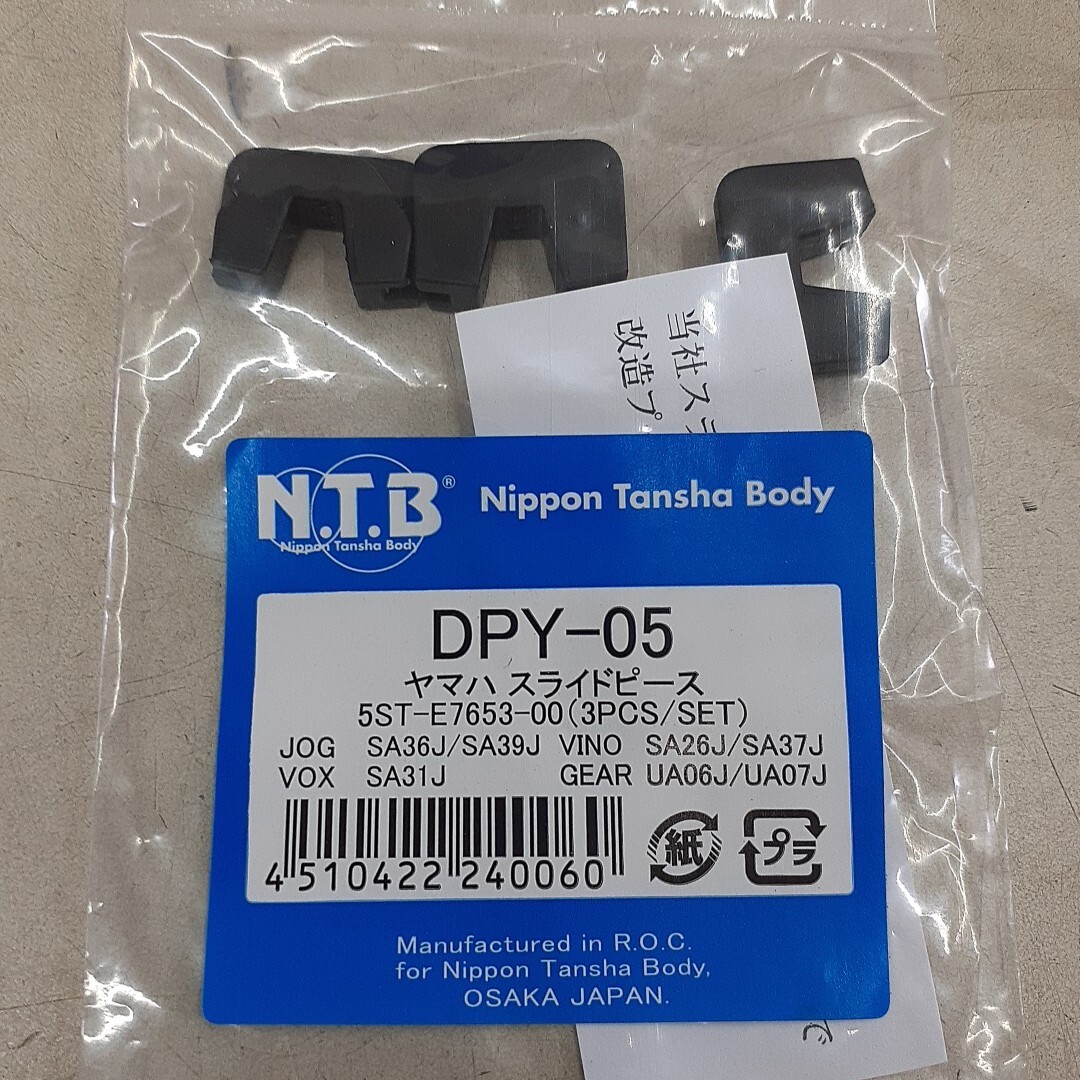 当社スラ
改造プ
N.T.B® Nippon Tansha Body
Nippon Tansha Body
DPY-05
ヤマハ スライドピース
5ST-E7653-00(3PCS/SET)
JOG SA36J/SA39J VINO SA26J/SA37J
VOX SA31J GEAR UA06J/UA07J
4 510422 240060
紙 プラ
Manufactured in R.O.C.
for Nippon Tansha Body,
OSAKA JAPAN.
で